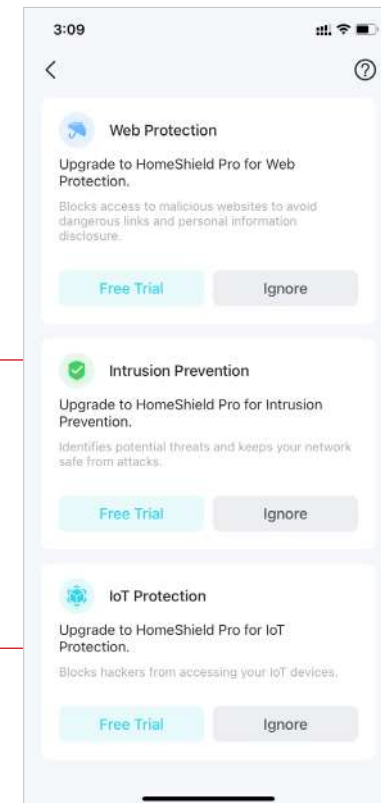 3:09
Web Protection
Upgrade to HomeShield Pro for Web
Protection.
Blocks access to malicious websites to avoid
dangerous links and personal information
disclosure.
Free Trial
Ignore
Intrusion Prevention
Upgrade to HomeShield Pro for Intrusion
Prevention.
Identifies potential threats and keeps your network
safe from attacks.
Free Trial
Ignore
IoT Protection
Upgrade to HomeShield Pro for IoT
Protection.
Blocks hackers from accessing your IoT devices.
Free Trial
Ignore